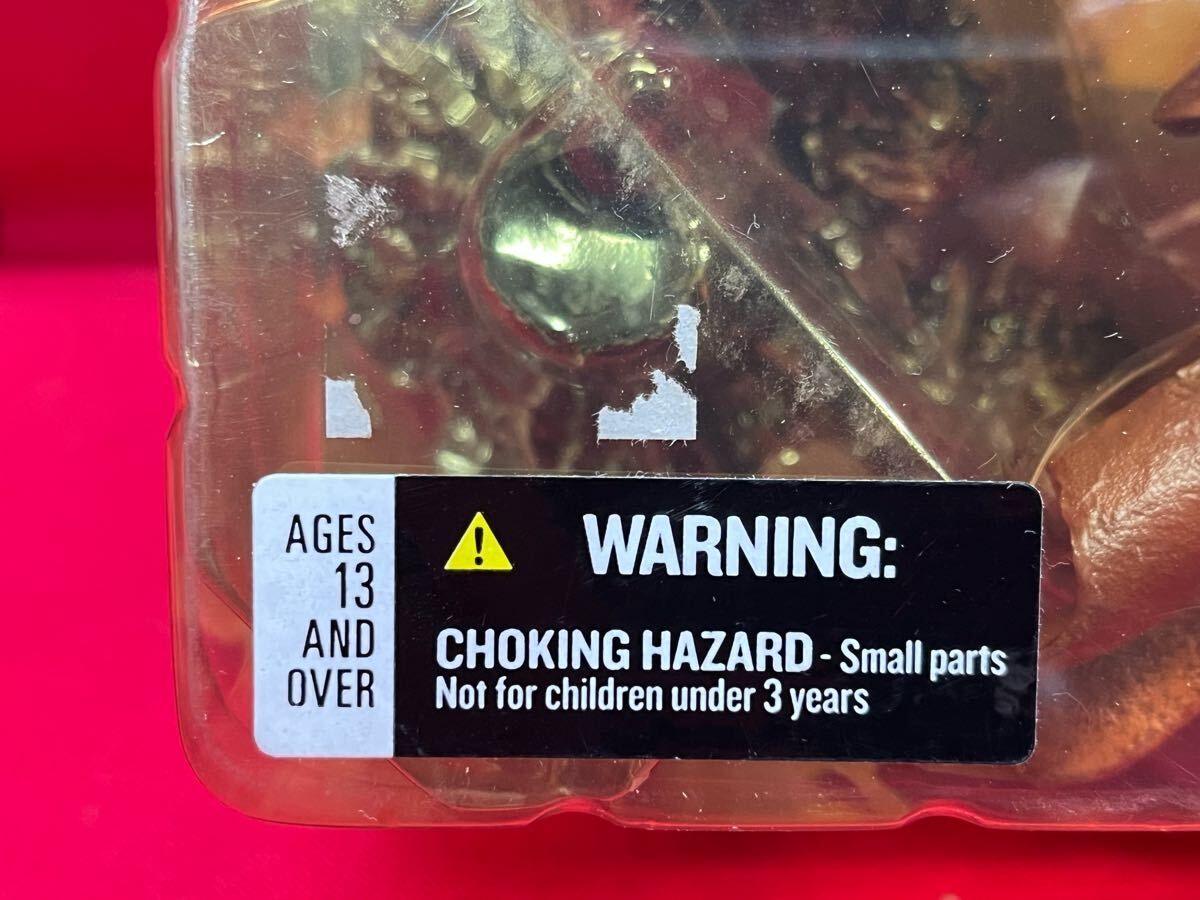 AGES
13
AND
OVER
WARNING:
CHOKING HAZARD - Small parts
Not for children under 3 years